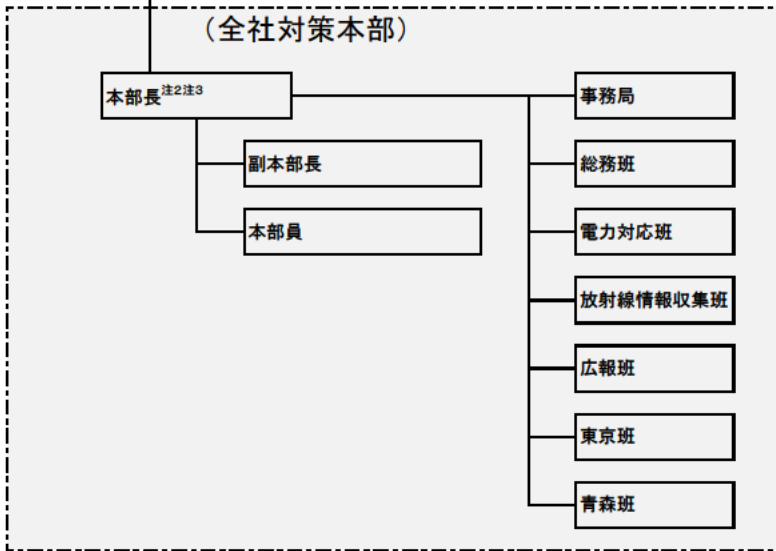 （全社対策本部）
本部長注2注3
副本部長
本部員
事務局
総務班
電力対応班
放射線情報収集班
広報班
東京班
青森班